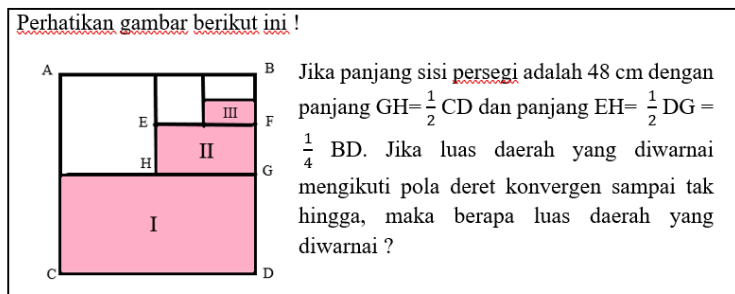 Perhatikan gambar berikut ini !
A
B
Jika panjang sisi persegi adalah 48 cm dengan
panjang GH= 1/2 CD dan panjang EH= 1/2 DG =
1/4 BD. Jika luas daerah yang diwarnai
mengikuti pola deret konvergen sampai tak
hingga, maka berapa luas daerah yang
diwarnai ?
III
E
F
II
H
G
I
C
D